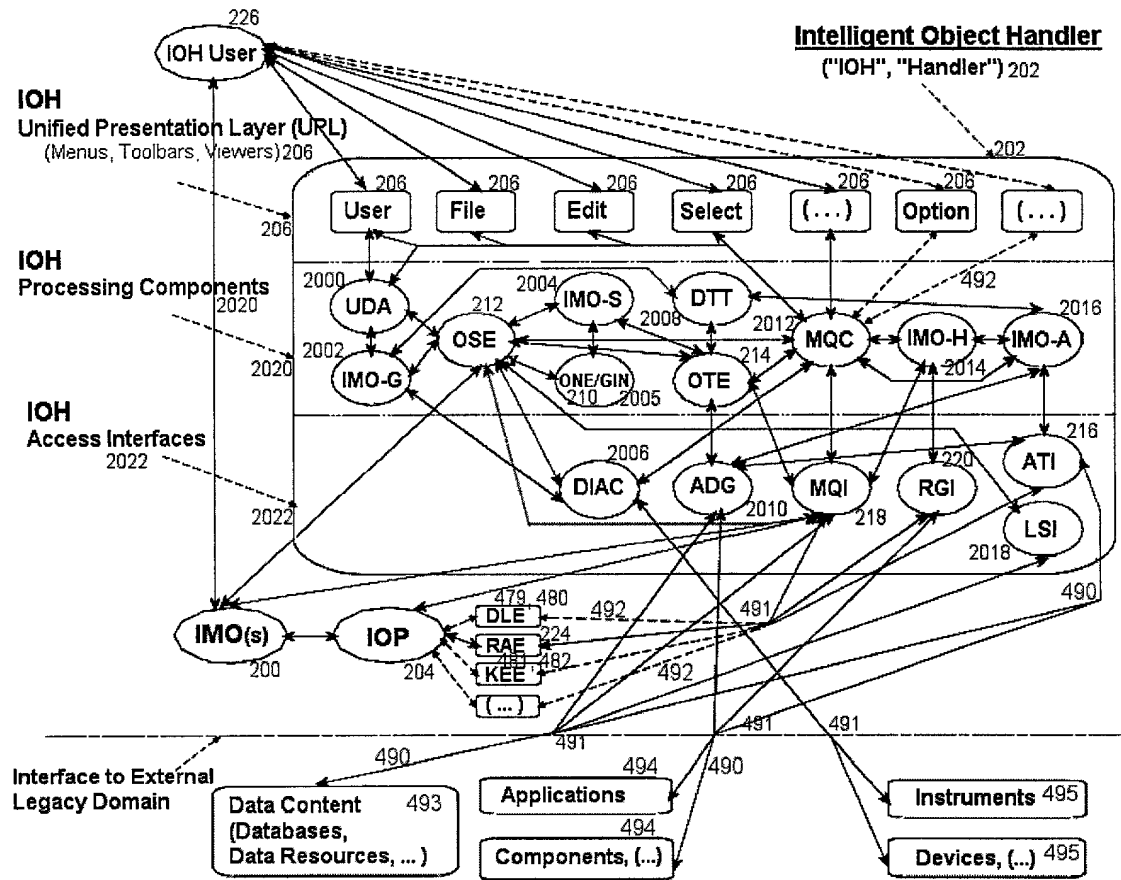 226
IOH User
Intelligent Object Handler
("IOH", "Handler") 202
IOH
Unified Presentation Layer (UPL)
(Menus, Toolbars, Viewers) 206
202
206 206 206 206 206 206
User File Edit Select (...) Option (...)
206
IOH
Processing Components
2020
2000 2004 492
UDA 212 IMO-S DTT 2016
2008 2012
OSE MQC IMO-H IMO-A
2002 214 2014
2020
IMO-G ONE/GIN OTE
210 2005
IOH
Access Interfaces
2022
2006 216
220 ATI
DIAC ADG MQI RGI
2022 2010 218
LSI
2018
479, 480 490
DLE 492 491
IMO(s) IOP 224
RAE
200 204 481, 482
KEE 492
(...)
491 491 491
490 490
Interface to External
Legacy Domain
494
Data Content 493 Applications Instruments 495
(Databases, 494
Data Resources, ... ) Components, (...) Devices, (...) 495